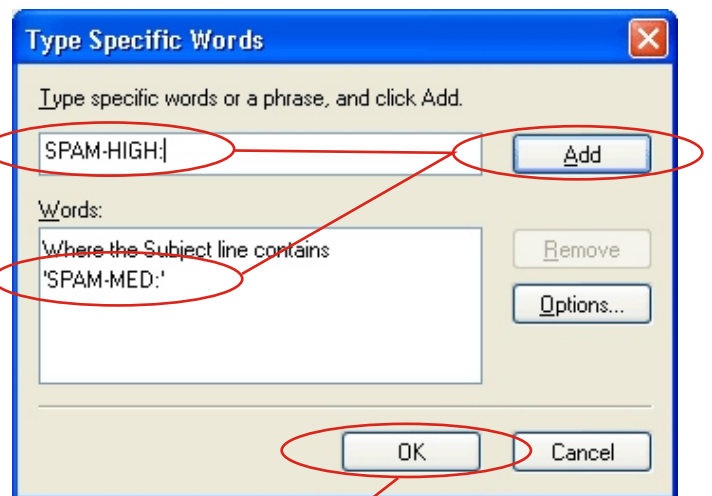 Type Specific Words
Type specific words or a phrase, and click Add.
SPAM-HIGH:
Add
Words:
Where the Subject line contains
'SPAM-MED:'
Remove
Options...
OK
Cancel